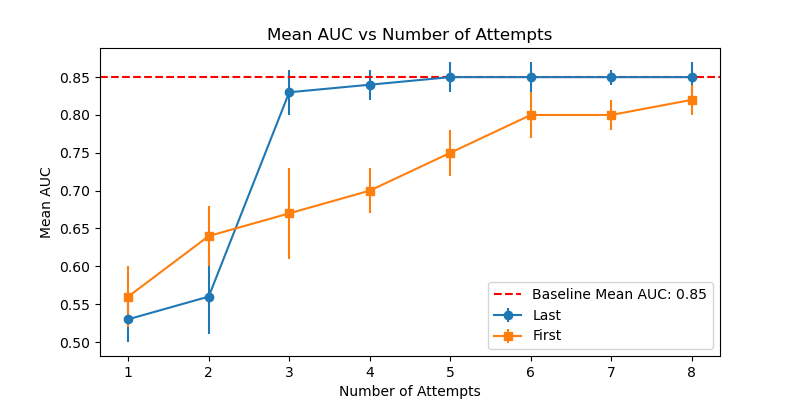 Mean AUC vs Number of Attempts
Mean AUC
0.85
0.80
0.75
0.70
0.65
0.60
0.55
0.50
1 2 3 4 5 6 7 8
Number of Attempts
Baseline Mean AUC: 0.85
Last
First